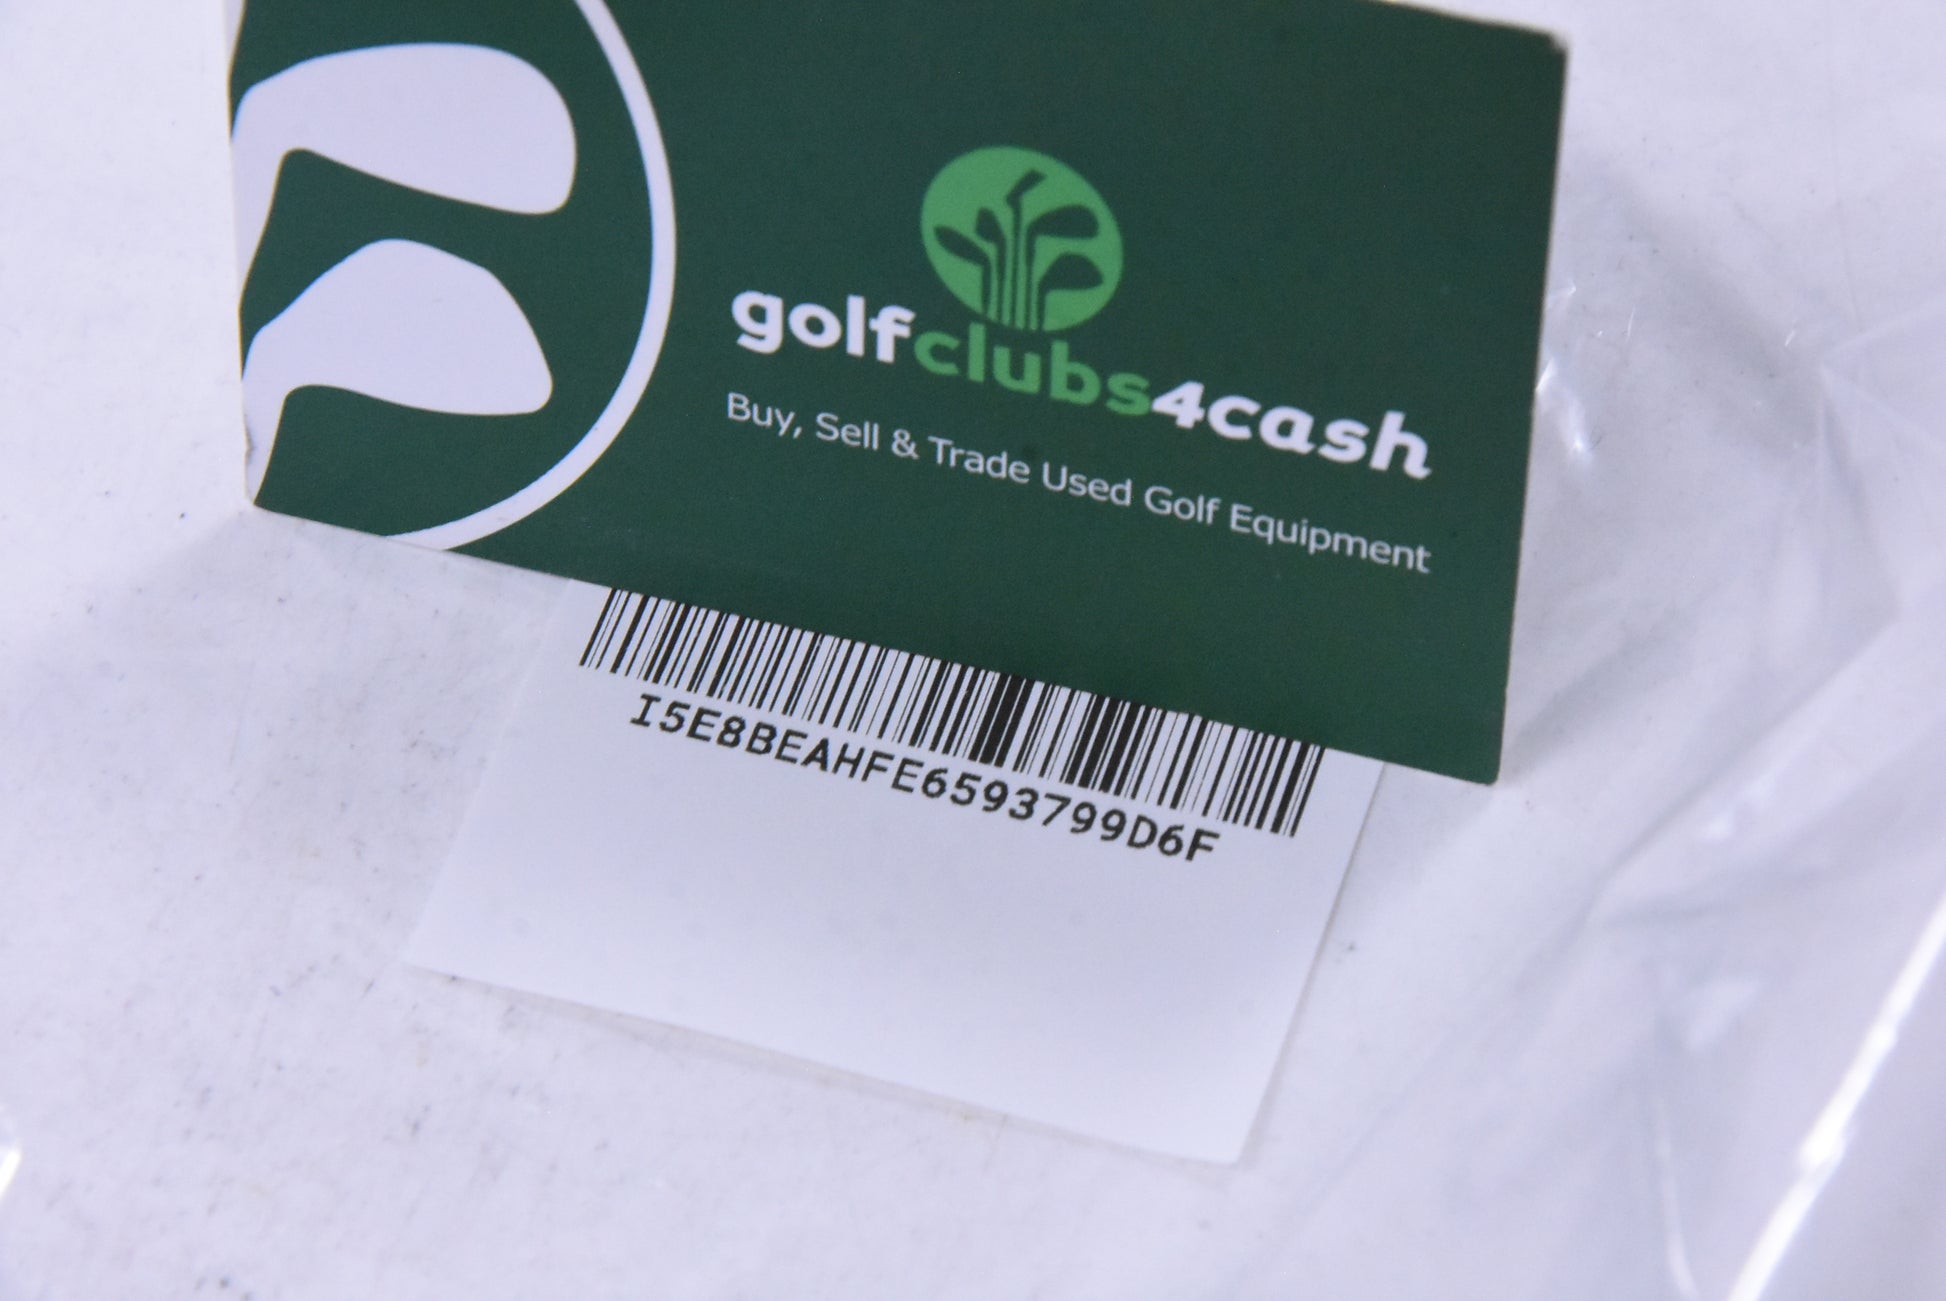 golfclubs4cash
Buy, Sell & Trade Used Golf Equipment
I5E8BEAHFE6593799D6F